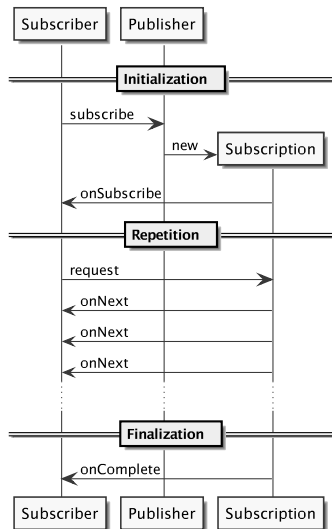 Subscriber
Publisher
Initialization
subscribe
new
Subscription
onSubscribe
Repetition
request
onNext
onNext
onNext
Finalization
onComplete
Subscriber
Publisher
Subscription